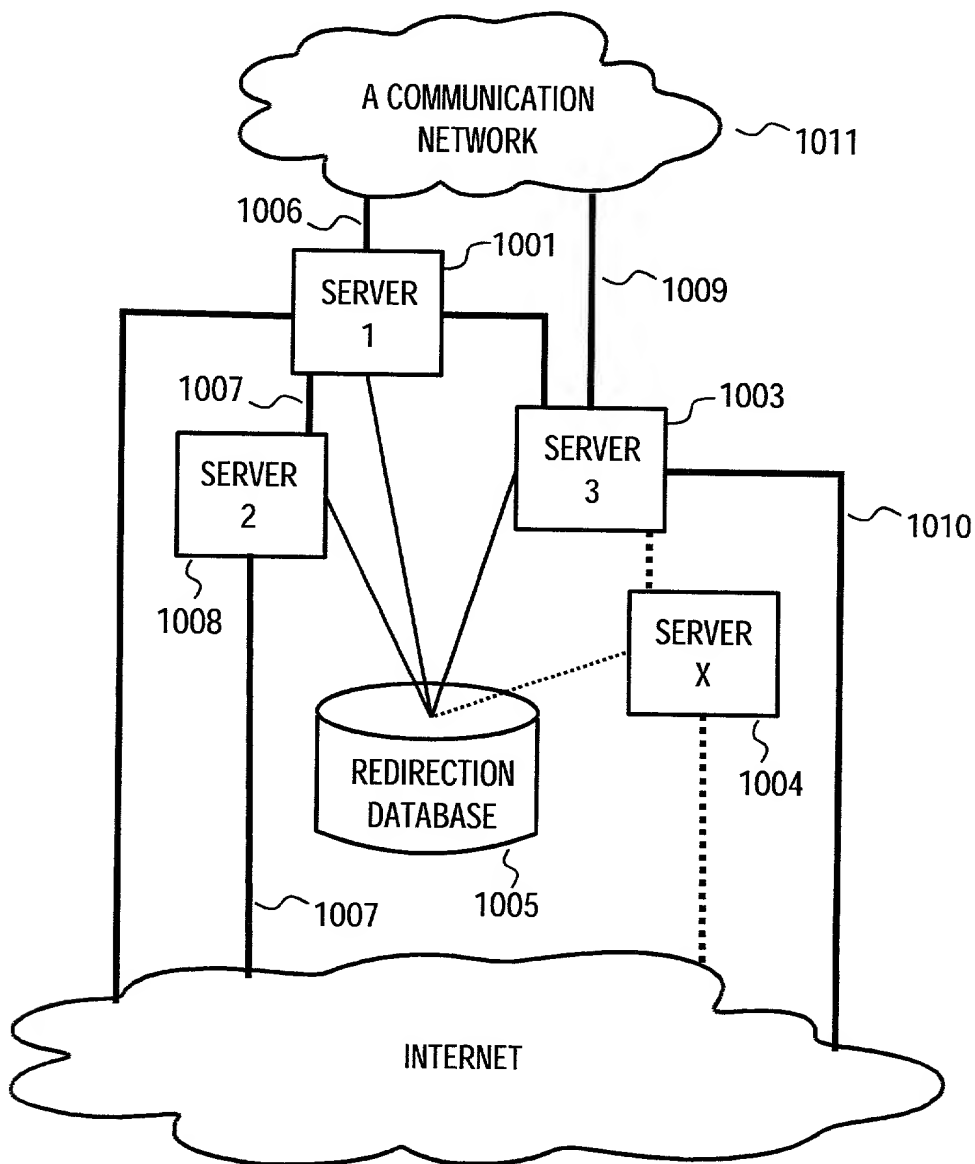 A COMMUNICATION
NETWORK
1011
1006
1001
SERVER
1
1009
1007
1003
SERVER
3
SERVER
2
1010
1008
SERVER
X
1004
REDIRECTION
DATABASE
1005
1007
INTERNET